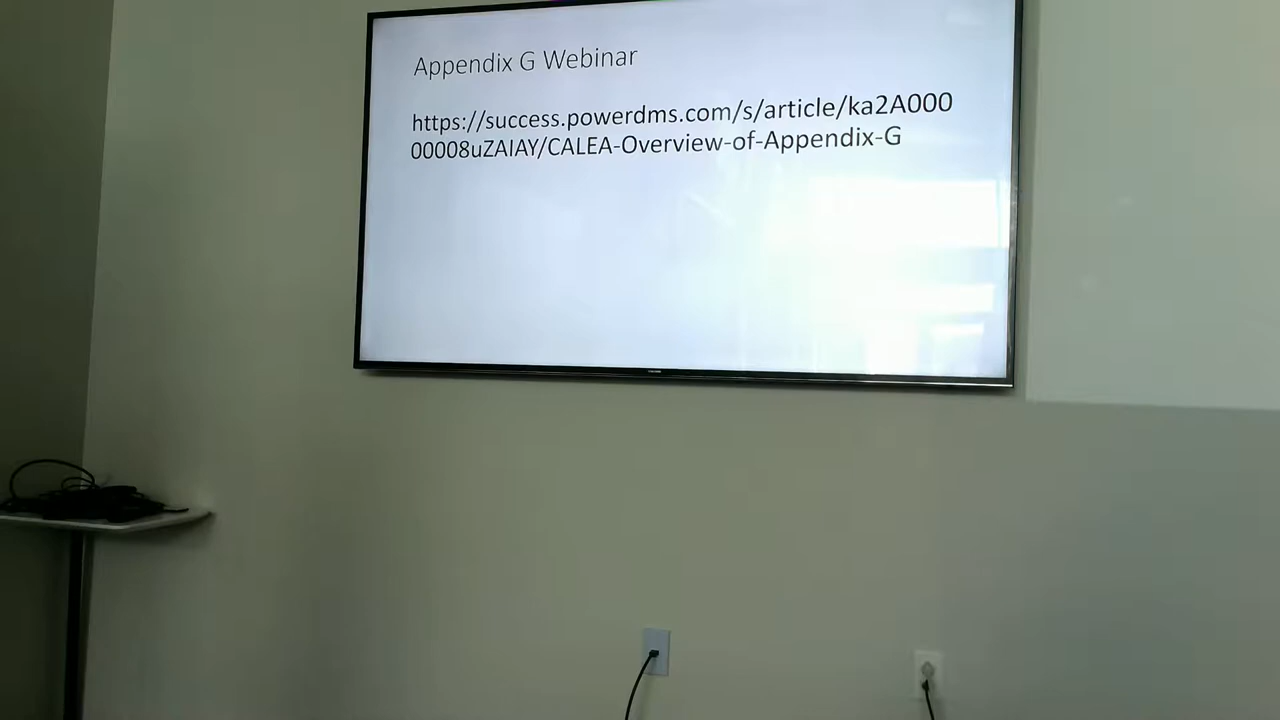 Appendix G Webinar
https://success.powerdms.com/s/article/ka2A000
00008uZAIAY/CALEA-Overview-of-Appendix-G